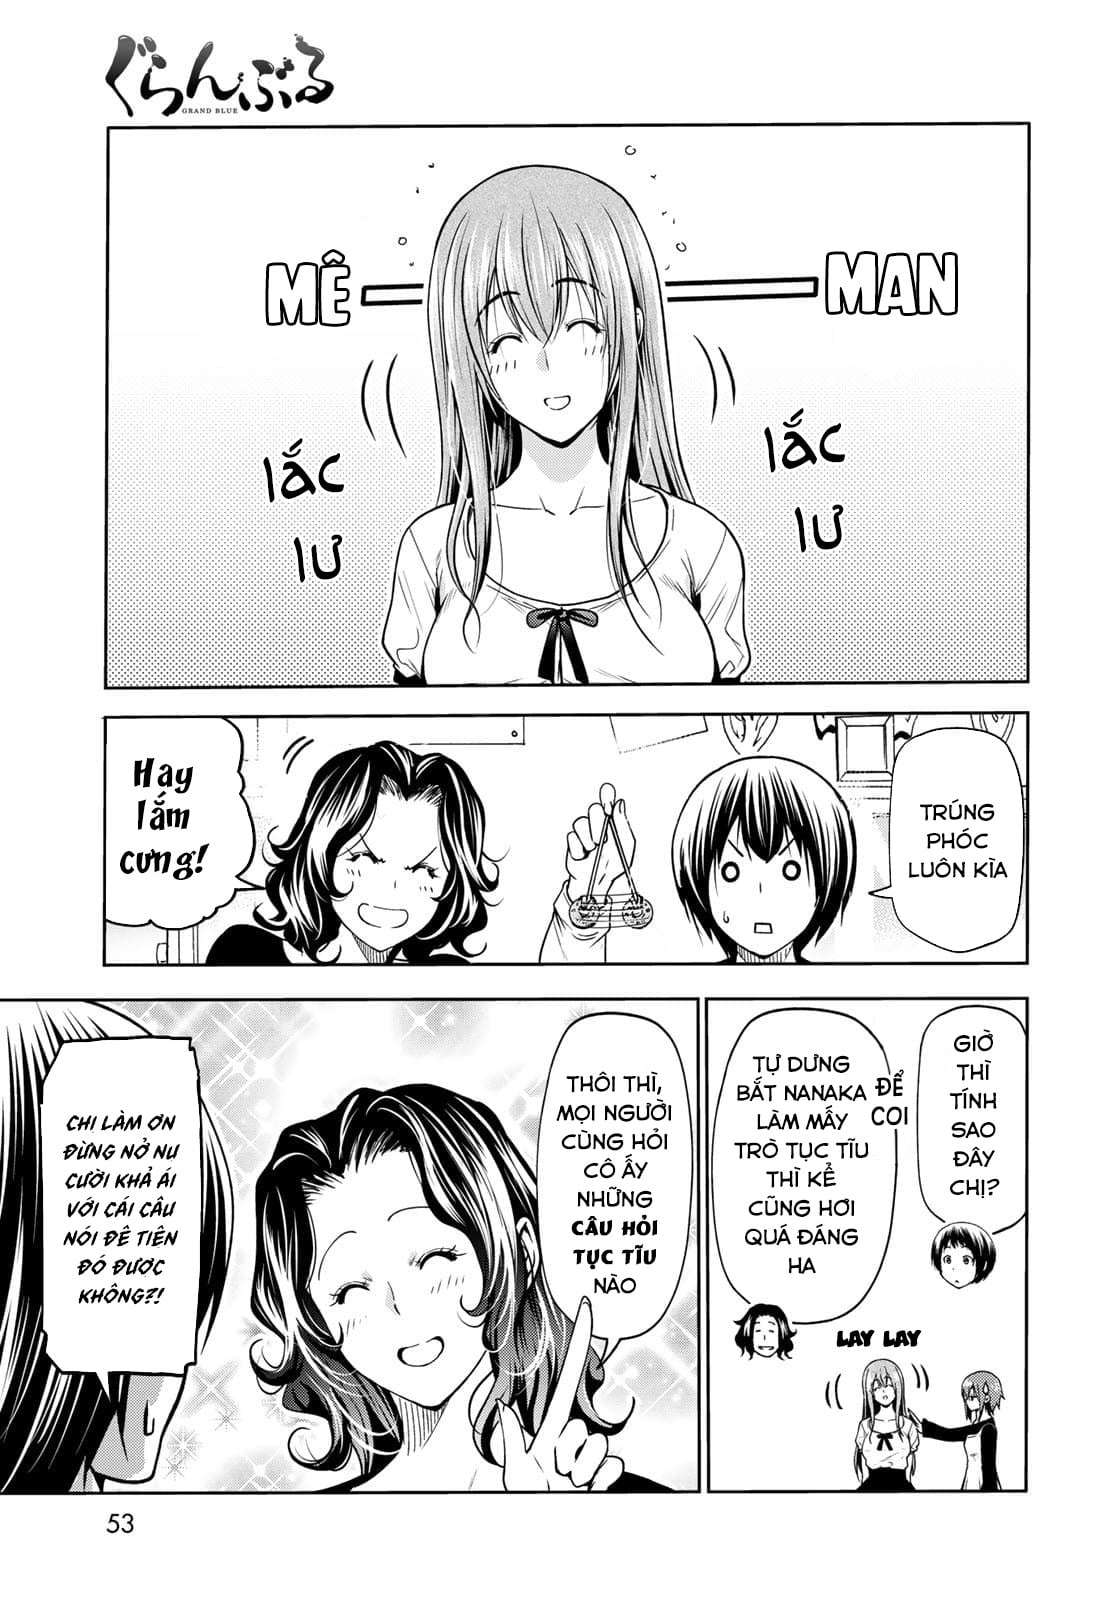 ぐらんぶる
GRAND BLUE
MÊ
MAN
lắc
lư
lắc
lư
TRÚNG
PHÓC
LUÔN KÌA
Hay
lắm
cưng!
GIỜ
THÌ
TÍNH
SAO
ĐÂY
CHỊ?
ĐỂ
COI
TỰ DƯNG
BẮT NANAKA
LÀM MẤY
TRÒ TỤC TĨU
THÌ KỂ
CŨNG HƠI
QUÁ ĐÁNG
HA
LAY LAY
THÔI THÌ,
MỌI NGƯỜI
CÙNG HỎI
CÔ ẤY
NHỮNG
CÂU HỎI
TỤC TĨU
NÀO
CHỊ LÀM ƠN
ĐỪNG NỞ NỤ
CƯỜI KHẢ ÁI
VỚI CÁI CÂU
NÓI ĐÊ TIỆN
ĐÓ ĐƯỢC
KHÔNG?!
53